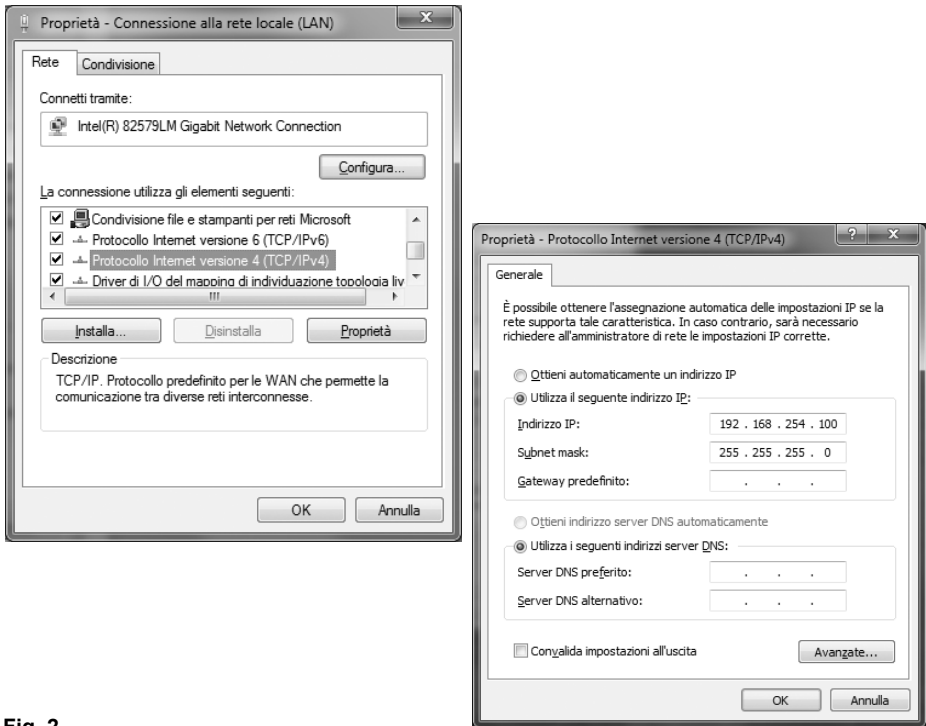 Proprietà - Connessione alla rete locale (LAN)
Rete
Condivisione
Connetti tramite:
Intel(R) 82579LM Gigabit Network Connection
Configura...
La connessione utilizza gli elementi seguenti:
Condivisione file e stampanti per reti Microsoft
Protocollo Internet versione 6 (TCP/IPv6)
Protocollo Internet versione 4 (TCP/IPv4)
Driver di I/O del mapping di individuazione topologia liv
Installa...
Disinstalla
Proprietà
Descrizione
TCP/IP. Protocollo predefinito per le WAN che permette la
comunicazione tra diverse reti interconnesse.
OK
Annulla
Proprietà - Protocollo Internet versione 4 (TCP/IPv4)
Generale
È possibile ottenere l'assegnazione automatica delle impostazioni IP se la
rete supporta tale caratteristica. In caso contrario, sarà necessario
richiedere all'amministratore di rete le impostazioni IP corrette.
Ottieni automaticamente un indirizzo IP
Utilizza il seguente indirizzo IP:
Indirizzo IP: 192 . 168 . 254 . 100
Subnet mask: 255 . 255 . 255 . 0
Gateway predefinito: . . .
Ottieni indirizzo server DNS automaticamente
Utilizza i seguenti indirizzi server DNS:
Server DNS preferito: . . .
Server DNS alternativo: . . .
Convalida impostazioni all'uscita
Avanzate...
OK
Annulla
Fig. 2